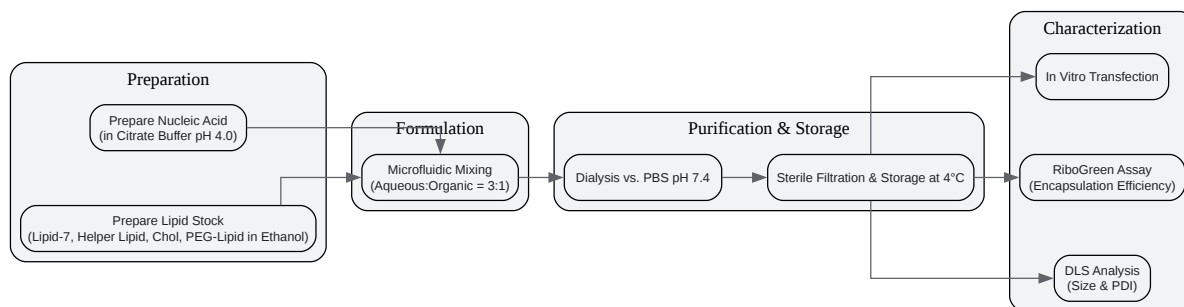 Preparation
Prepare Nucleic Acid
(in Citrate Buffer pH 4.0)
Prepare Lipid Stock
(Lipid-7, Helper Lipid, Chol, PEG-Lipid in Ethanol)
Formulation
Microfluidic Mixing
(Aqueous:Organic = 3:1)
Purification & Storage
Dialysis vs. PBS pH 7.4
Sterile Filtration & Storage at 4°C
Characterization
In Vitro Transfection
RiboGreen Assay
(Encapsulation Efficiency)
DLS Analysis
(Size & PDI)